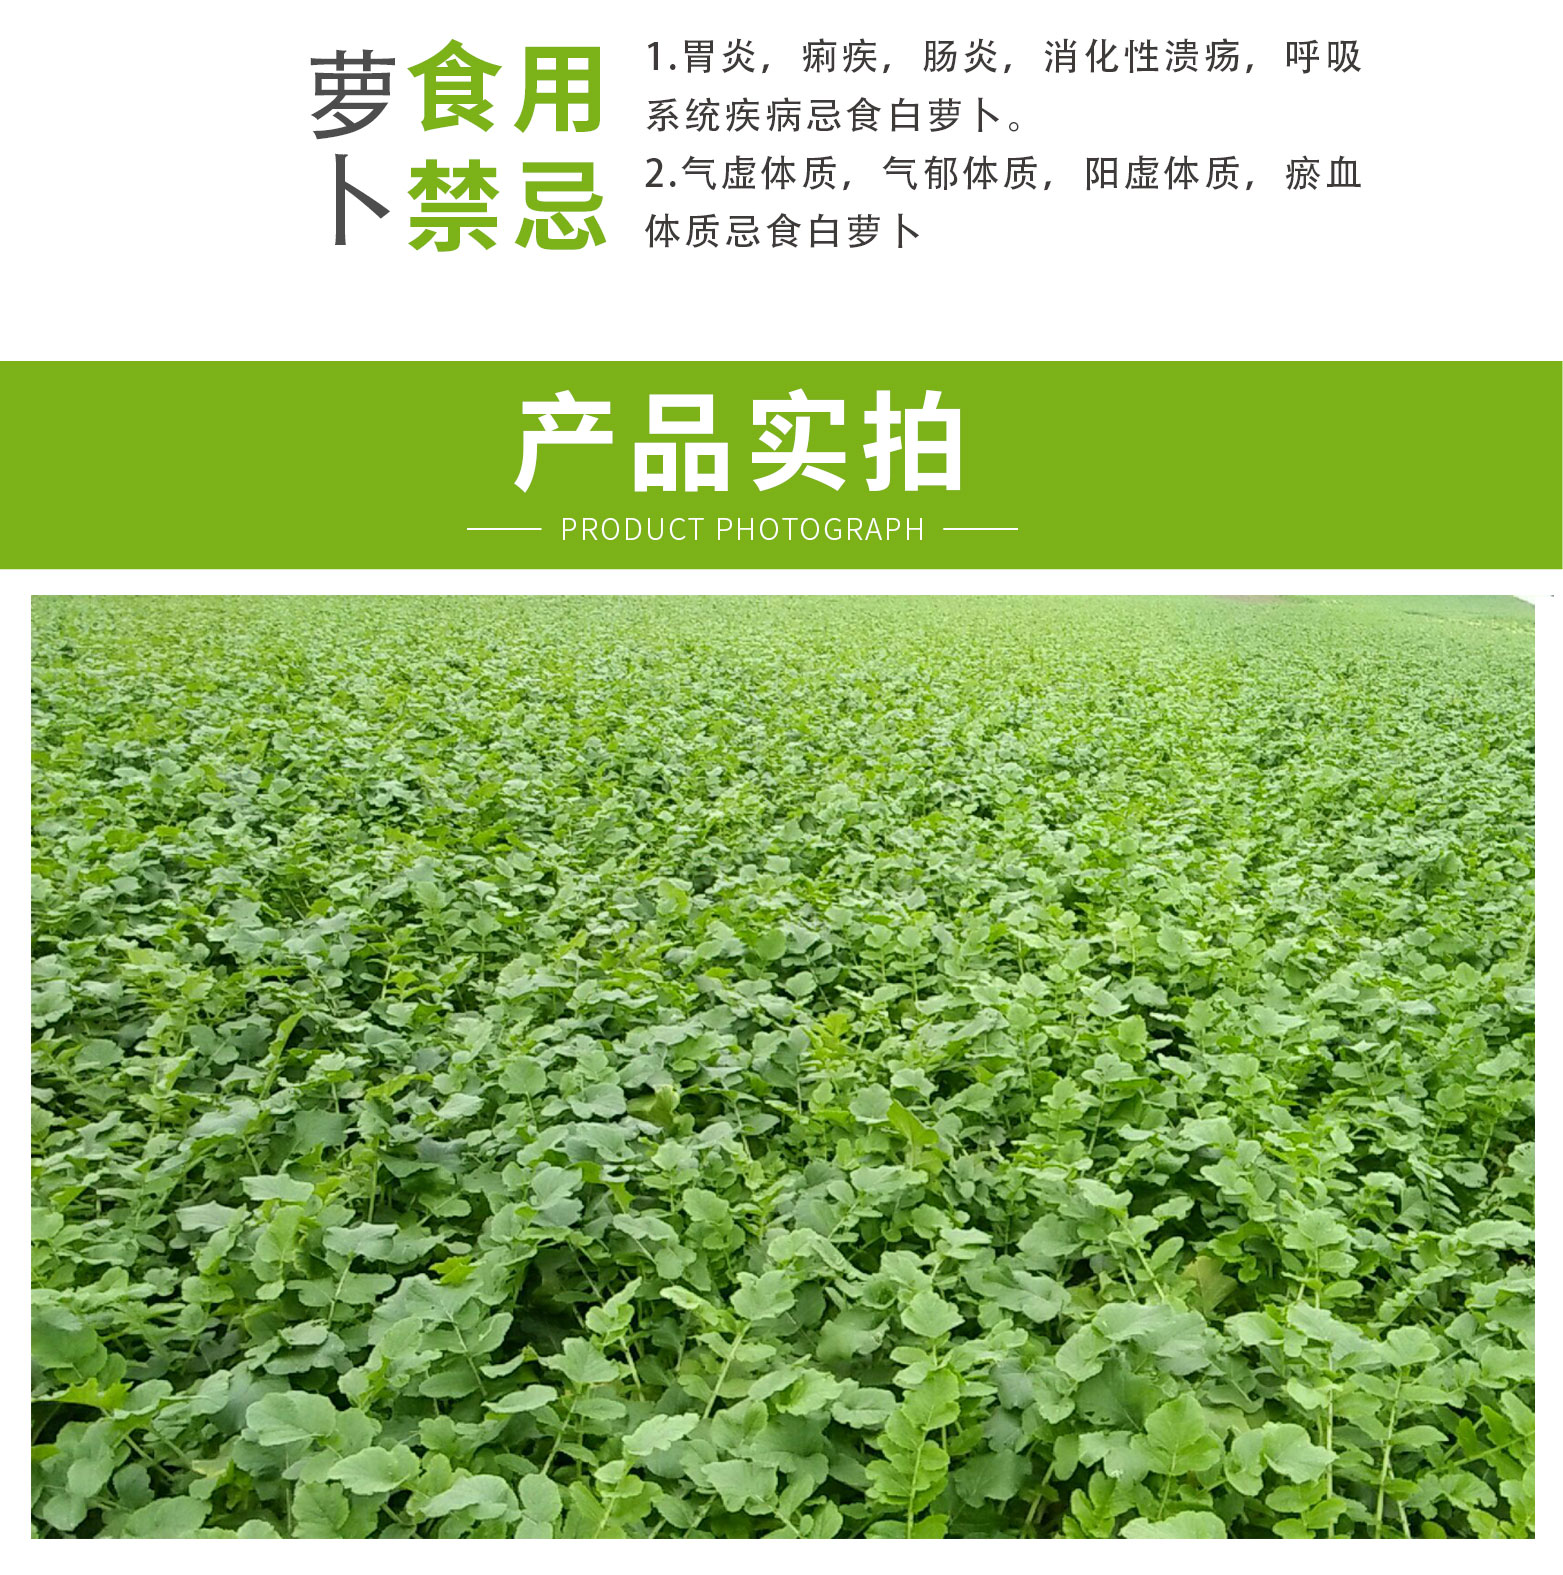 萝卜
食用
禁忌
1.胃炎，痢疾，肠炎，消化性溃疡，呼吸
系统疾病忌食白萝卜。
2.气虚体质，气郁体质，阳虚体质，瘀血
体质忌食白萝卜
产品实拍
PRODUCT PHOTOGRAPH